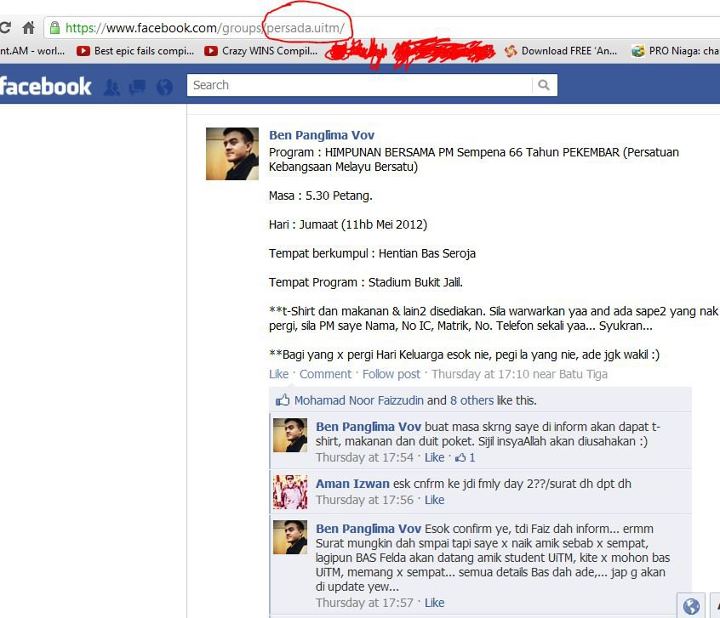 https://www.facebook.com/groups/persada.uitm/
nt.AM - worl...
Best epic fails compi...
Crazy WINS Compil...
Download FREE 'An...
PRO Niaga: cha
facebook
Search
Ben Panglima Vov
Program : HIMPUNAN BERSAMA PM Sempena 66 Tahun PEKEMBAR (Persatuan
Kebangsaan Melayu Bersatu)
Masa : 5.30 Petang.
Hari : Jumaat (11hb Mei 2012)
Tempat berkumpul : Hentian Bas Seroja
Tempat Program : Stadium Bukit Jalil.
**t-Shirt dan makanan & lain2 disediakan. Sila warwarkan yaa and ada sape2 yang nak
pergi, sila PM saye Nama, No IC, Matrik, No. Telefon sekali yaa... Syukran...
**Bagi yang x pergi Hari Keluarga esok nie, pegi la yang nie, ade jgk wakil :)
Like · Comment · Follow post · Thursday at 17:10 near Batu Tiga
Mohamad Noor Faizzudin and 8 others like this.
Ben Panglima Vov buat masa skrng saye di inform akan dapat t-
shirt, makanan dan duit poket. Sijil insyaAllah akan diusahakan :)
Thursday at 17:54 · Like · 1
Aman Izwan esk cnfrm ke jdi fmly day 2??/surat dh dpt dh
Thursday at 17:56 · Like
Ben Panglima Vov Esok confirm ye, tdi Faiz dah inform... ermm
Surat mungkin dah smpai tapi saye x naik amik sebab x sempat,
lagipun BAS Felda akan datang amik student UiTM, kite x mohon bas
UiTM, memang x sempat... semua details Bas dah ade,... jap g akan
di update yew...
Thursday at 17:57 · Like